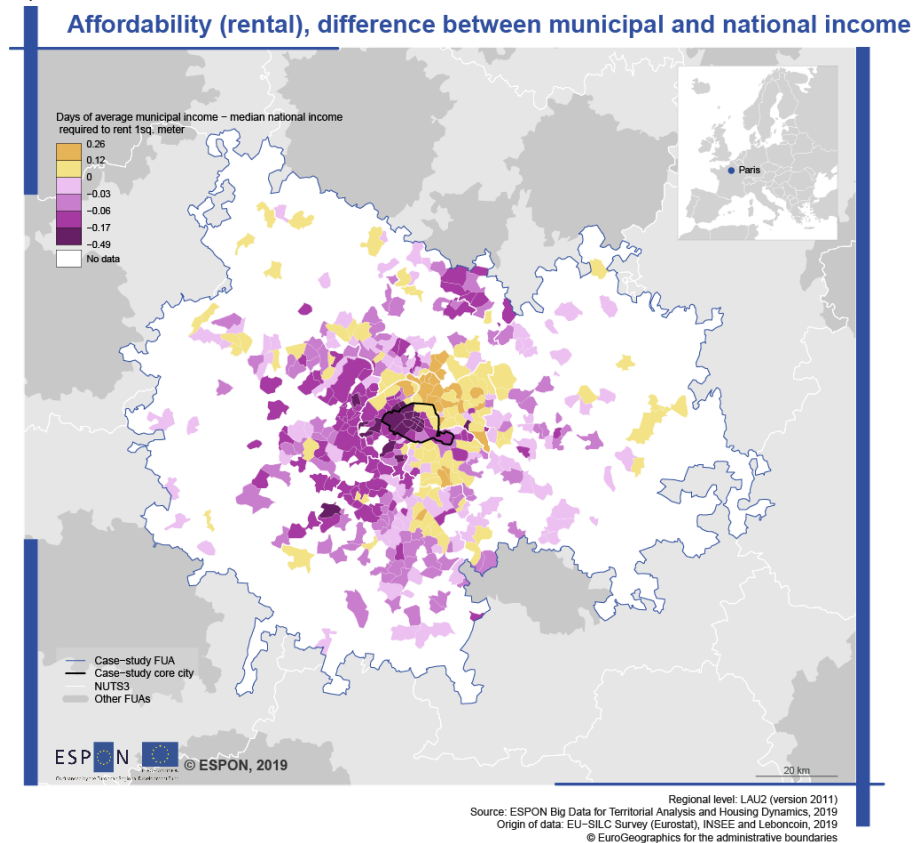 Affordability (rental), difference between municipal and national income
Days of average municipal income − median national income
required to rent 1sq. meter
0.26
0.12
0
−0.03
−0.06
−0.17
−0.49
No data
Paris
Case−study FUA
Case−study core city
NUTS3
Other FUAs
ESPON
© ESPON, 2019
20 km
Regional level: LAU2 (version 2011)
Source: ESPON Big Data for Territorial Analysis and Housing Dynamics, 2019
Origin of data: EU−SILC Survey (Eurostat), INSEE and Leboncoin, 2019
© EuroGeographics for the administrative boundaries